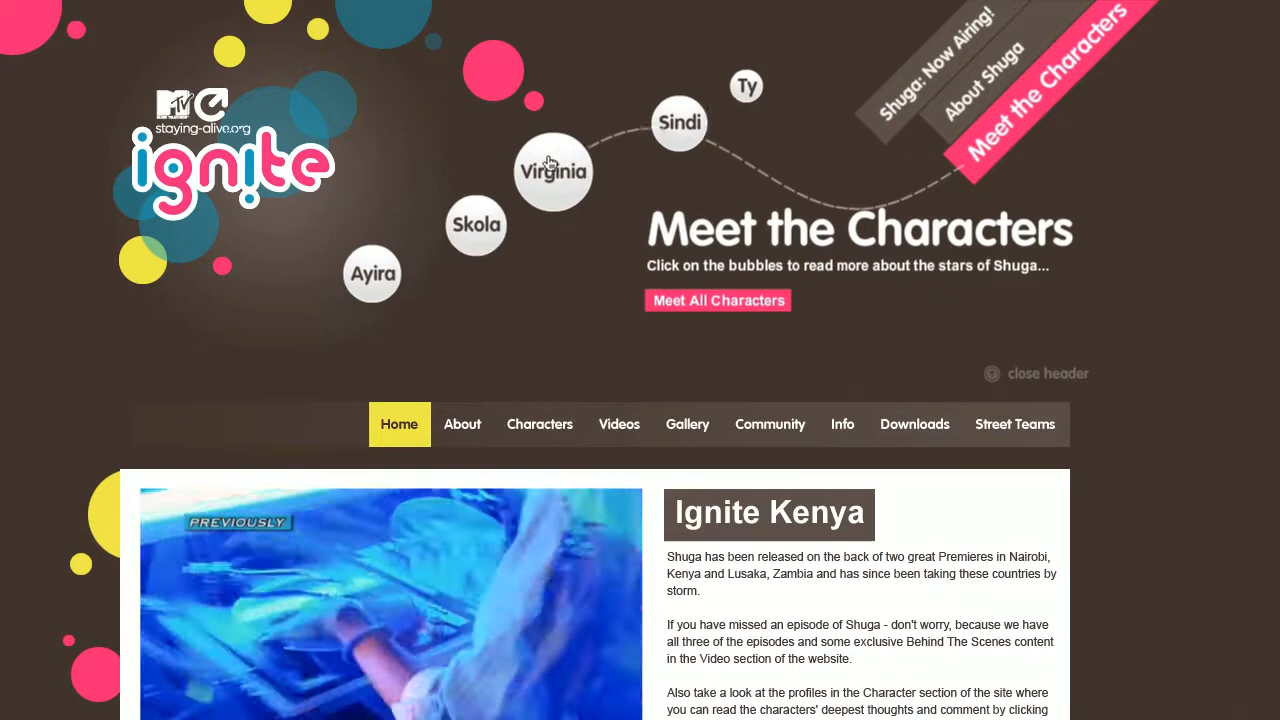 MTV
MUSIC TELEVISION
staying-alive.org
ignite
Ty
Sindi
Virginia
Skola
Ayira
Shuga: Now Airing!
About Shuga
Meet the Characters
Meet the Characters
Click on the bubbles to read more about the stars of Shuga...
Meet All Characters
close header
Home About Characters Videos Gallery Community Info Downloads Street Teams
PREVIOUSLY
Ignite Kenya
Shuga has been released on the back of two great Premieres in Nairobi,
Kenya and Lusaka, Zambia and has since been taking these countries by
storm.
If you have missed an episode of Shuga - don't worry, because we have
all three of the episodes and some exclusive Behind The Scenes content
in the Video section of the website.
Also take a look at the profiles in the Character section of the site where
you can read the characters' deepest thoughts and comment by clicking